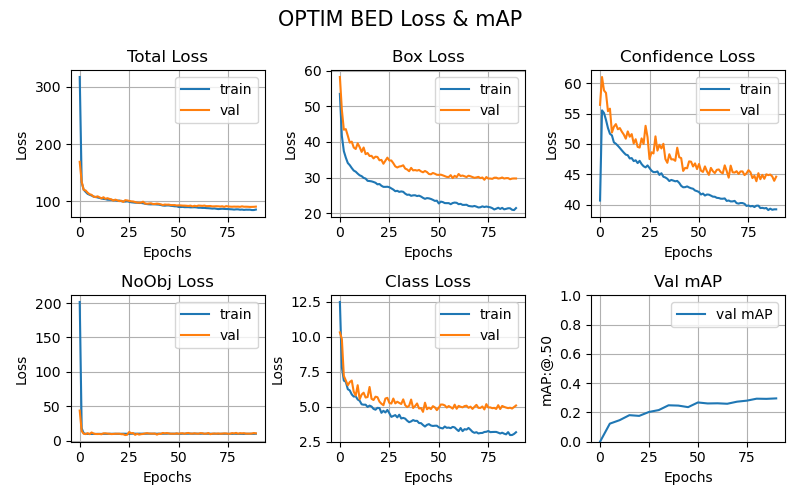 OPTIM BED Loss & mAP
Total Loss
Box Loss
Confidence Loss
300
200
100
Loss
train
val
0
25
50
75
Epochs
60
50
40
30
20
Loss
train
val
0
25
50
75
Epochs
60
55
50
45
40
Loss
train
val
0
25
50
75
Epochs
NoObj Loss
Class Loss
Val mAP
200
150
100
50
0
Loss
train
val
0
25
50
75
Epochs
12.5
10.0
7.5
5.0
2.5
Loss
train
val
0
25
50
75
Epochs
1.0
0.8
0.6
0.4
0.2
0.0
mAP:@.50
val mAP
0
25
50
75
Epochs